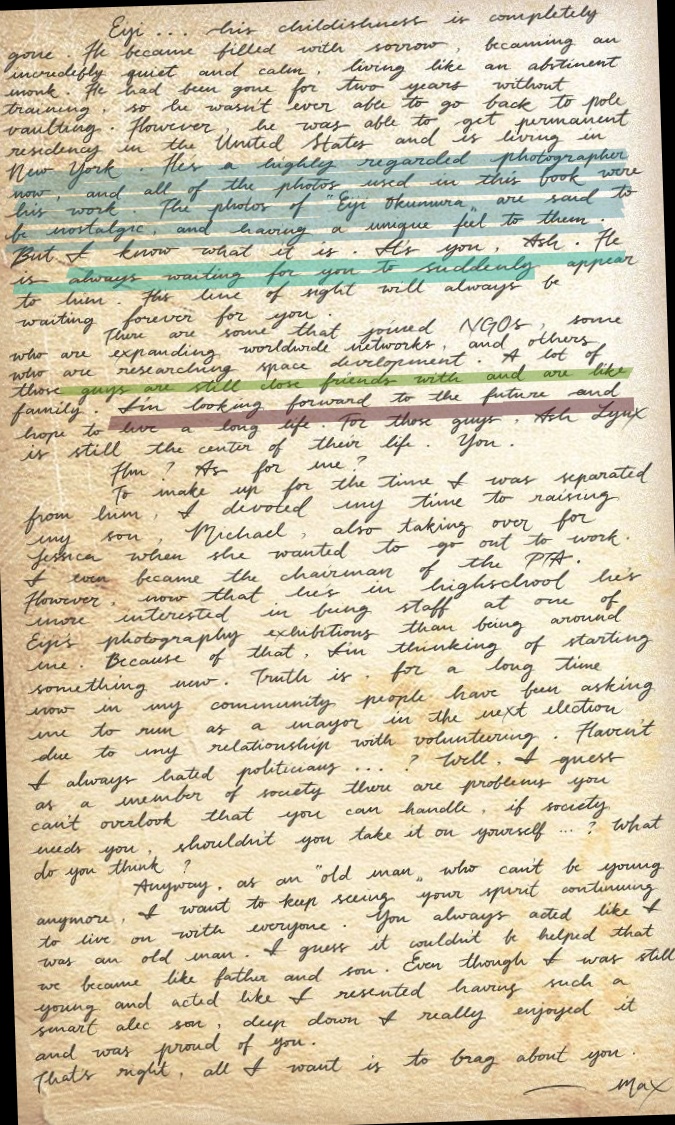 Eiji ... his childishness is completely
gone. He became filled with sorrow, becoming an
incredibly quiet and calm, living like an abstinent
monk. He had been gone for two years without
training, so he wasn't ever able to go back to pole
vaulting. However, he was able to get permanent
residency in the United States and is living in
New York. He's a highly regarded photographer
now, and all of the photos used in this book were
his work. The photos of "Eiji Okumura" are said to
be nostalgic, and having a unique feel to them.
But I know what it is. It's you, Ash. He
is always waiting for you to suddenly appear
to him. His line of sight will always be
waiting forever for you.
There are some that joined NGOs, some
who are expanding worldwide networks, and others
who are researching space development. A lot of
those guys are still close friends with and are like
family. I'm looking forward to the future and
hope to live a long life. For those guys, Ash Lynx
is still the center of their life. You.
Hm? As for me?
To make up for the time I was separated
from him, I devoted my time to raising
my son, Michael, also taking over for
Jessica when she wanted to go out to work.
I even became the chairman of the PTA.
However, now that he's in highschool he's
more interested in being staff at one of
Eiji's photography exhibitions than being around
me. Because of that, I'm thinking of starting
something new. Truth is, for a long time
now in my community people have been asking
me to run as a mayor in the next election
due to my relationship with volunteering. Haven't
I always hated politicians ... ? Well, I guess
as a member of society there are problems you
can't overlook that you can handle, if society
needs you, shouldn't you take it on yourself ... ? What
do you think?
Anyway, as an "old man" who can't be young
anymore, I want to keep seeing your spirit continuing
to live on with everyone. You always acted like I
was an old man. I guess it couldn't be helped that
we became like father and son. Even though I was still
young and acted like I resented having such a
smart alec son, deep down I really enjoyed it
and was proud of you.
That's right, all I want is to brag about you.
— Max